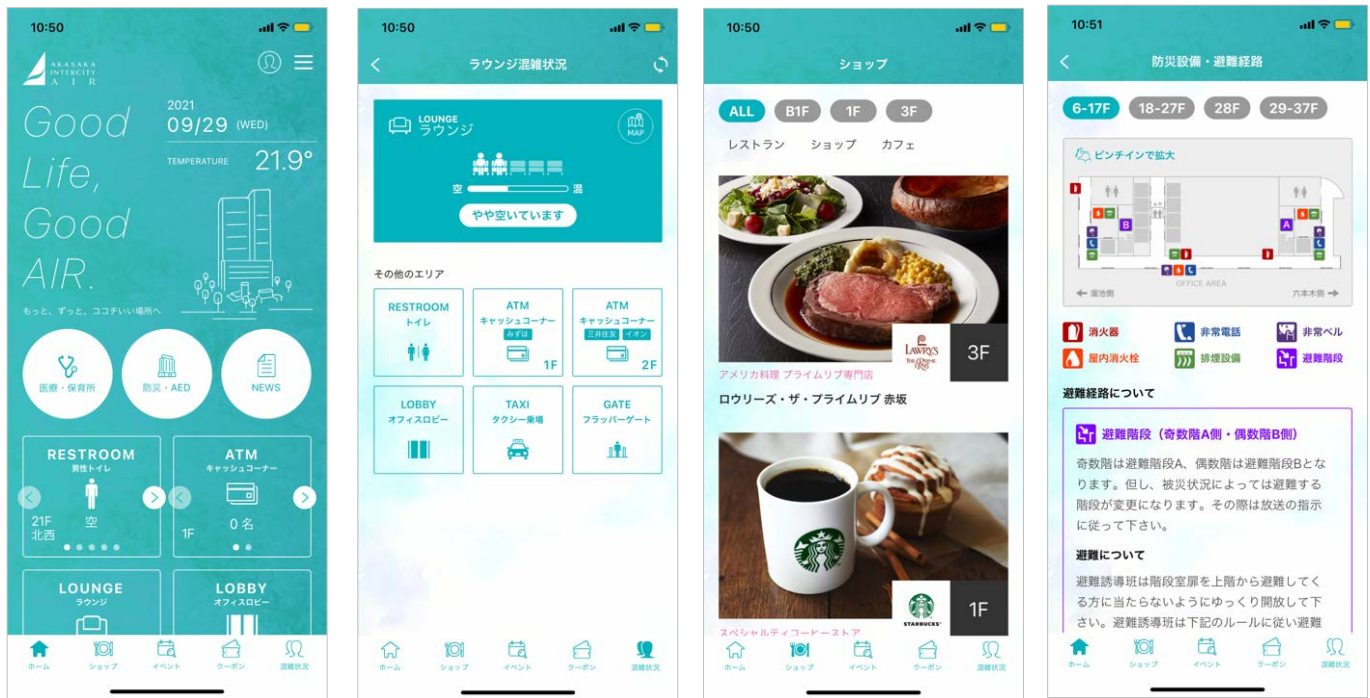 10:50
AKASAKA
INTERCITY
AIR
Good
Life,
Good
AIR.
2021
09/29 (WED)
TEMPERATURE 21.9°
もっと、ずっと、ココチいい場所へ
医療・保育所
防災・AED
NEWS
RESTROOM
男性トイレ
21F
北西
空
ATM
キャッシュコーナー
1F
0名
LOUNGE
ラウンジ
LOBBY
オフィスロビー
ホーム
ショップ
イベント
クーポン
混雑状況
10:50
ラウンジ混雑状況
LOUNGE
ラウンジ
MAP
空 混
やや空いています
その他のエリア
RESTROOM
トイレ
ATM
キャッシュコーナー
みずほ
1F
ATM
キャッシュコーナー
三井住友 イオン
2F
LOBBY
オフィスロビー
TAXI
タクシー乗場
GATE
フラッパーゲート
ホーム
ショップ
イベント
クーポン
混雑状況
10:50
ショップ
ALL B1F 1F 3F
レストラン ショップ カフェ
LAWRY'S
THE PRIME RIB
3F
アメリカ料理 プライムリブ専門店
ロウリーズ・ザ・プライムリブ 赤坂
STARBUCKS
1F
スペシャルティコーヒーストア
ホーム
ショップ
イベント
クーポン
混雑状況
10:51
防災設備・避難経路
6-17F 18-27F 28F 29-37F
ピンチインで拡大
B
A
OFFICE AREA
← 溜池側
六本木側 →
消火器
非常電話
非常ベル
屋内消火栓
排煙設備
避難階段
避難経路について
避難階段（奇数階A側・偶数階B側）
奇数階は避難階段A、偶数階は避難階段Bとな
ります。但し、被災状況によっては避難する
階段が変更になります。その際は放送の指示
に従って下さい。
避難について
避難誘導班は階段室扉を上階から避難してく
る方に当たらないようにゆっくり開放して下
さい。避難誘導班は下記のルールに従い避難
ホーム
ショップ
イベント
クーポン
混雑状況